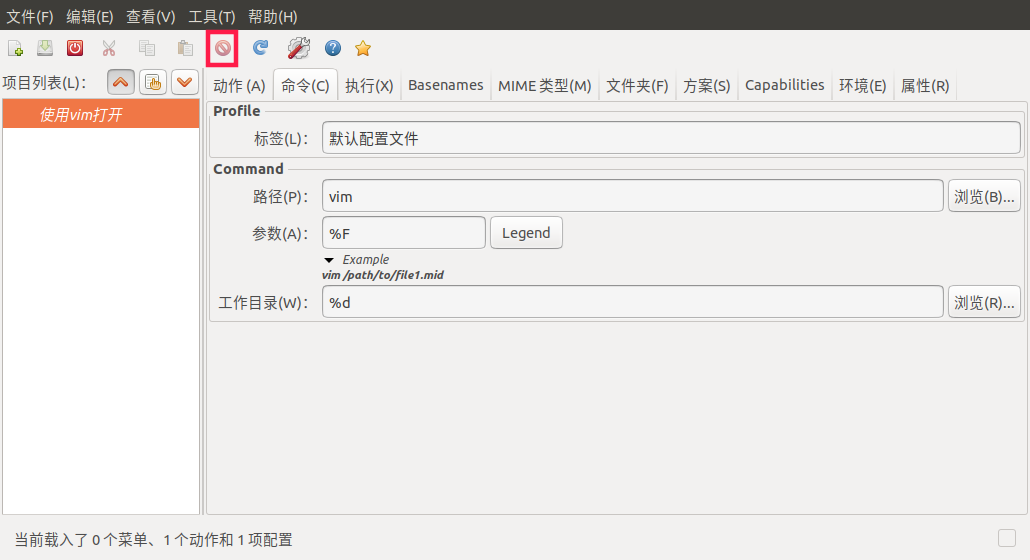 文件(F) 编辑(E) 查看(V) 工具(T) 帮助(H)
项目列表(L)：
使用vim打开
动作 (A) 命令(C) 执行(X) Basenames MIME 类型(M) 文件夹(F) 方案(S) Capabilities 环境(E) 属性(R)
Profile
标签(L)： 默认配置文件
Command
路径(P)： vim 浏览(B)...
参数(A)： %F Legend
Example
vim /path/to/file1.mid
工作目录(W)： %d 浏览(R)...
当前载入了 0 个菜单、1 个动作和 1 项配置